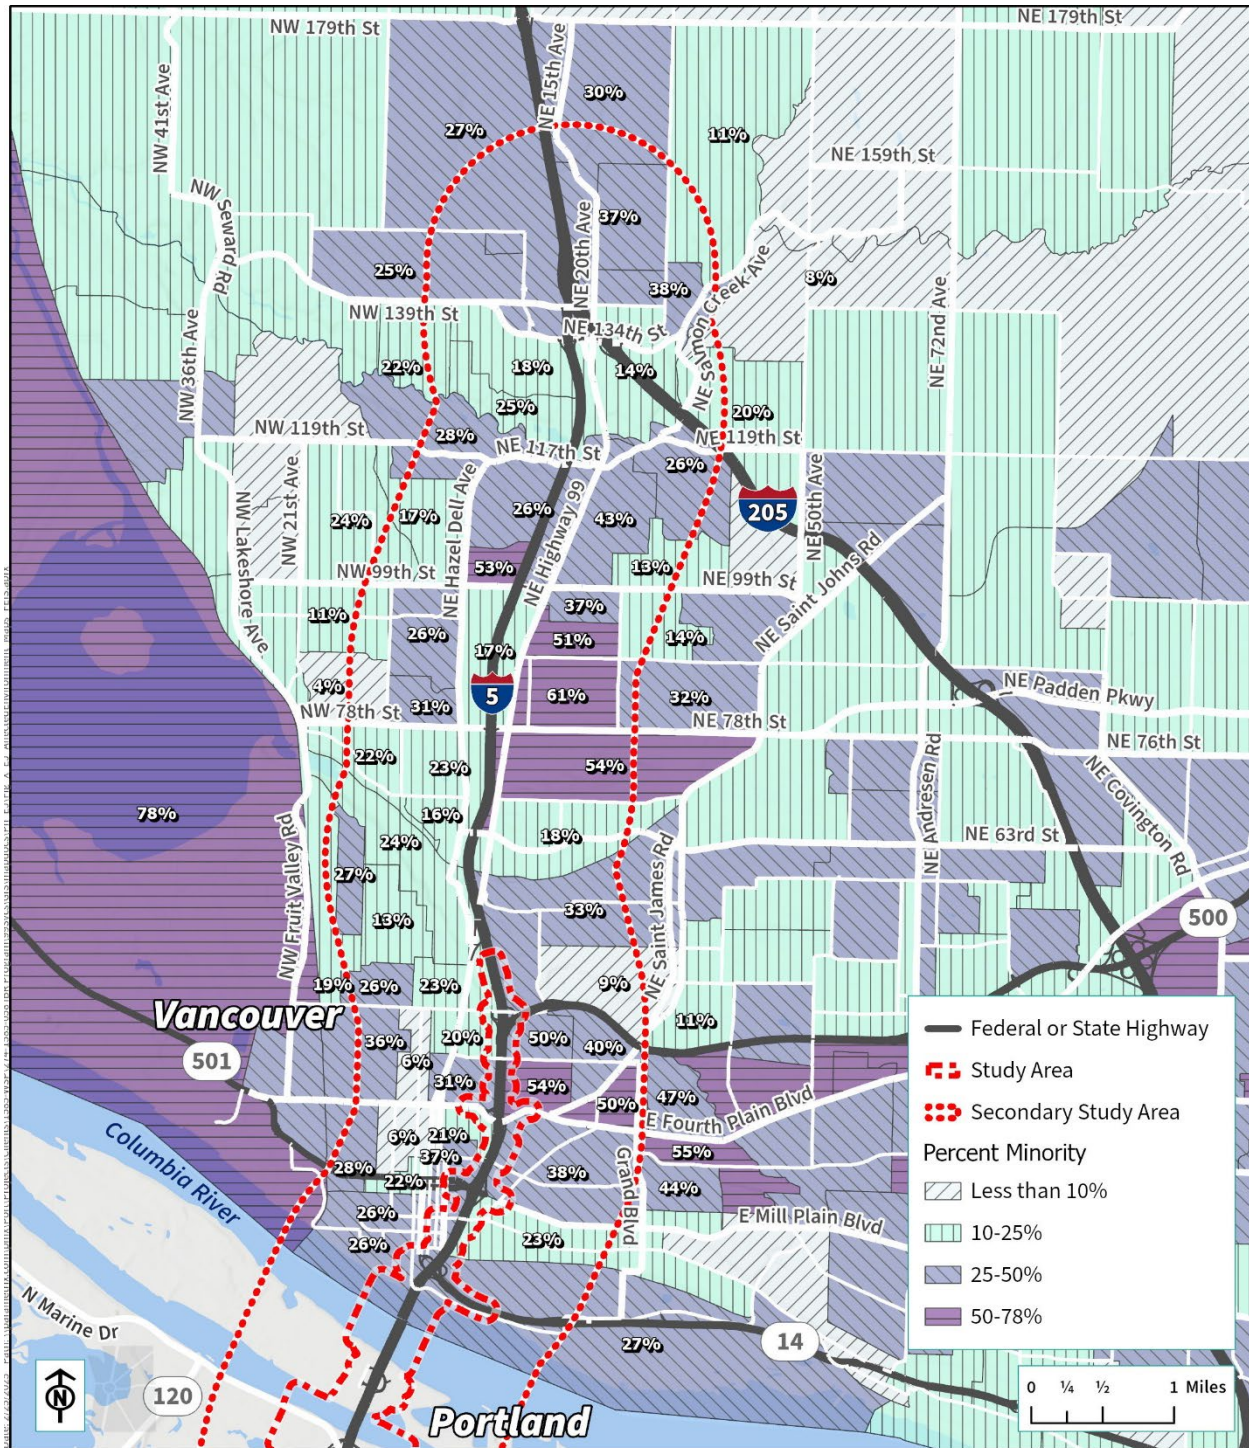 NW 179th St
NE 179th St
NE 15th Ave
30%
NW 41st Ave
27%
11%
NE 159th St
NW Seward Rd
37%
NE 20th Ave
25%
38%
8%
NE Salmon Creek Ave
NW 139th St
NE 134th St
NE 72nd Ave
NW 36th Ave
22%
18%
14%
25%
20%
NW 119th St
28%
NE 117th St
NE 119th St
26%
NW 21st Ave
NE Hazel Dell Ave
NE 50th Ave
NW Lakeshore Ave
24%
17%
26%
43%
205
NE Highway 99
NE Saint Johns Rd
NW 99th St
53%
13%
NE 99th St
11%
37%
26%
51%
14%
17%
4%
5
61%
32%
NE Padden Pkwy
31%
NW 78th St
NE 78th St
NE 76th St
22%
23%
54%
NE Andresen Rd
NE Covington Rd
78%
16%
24%
18%
NE 63rd St
NW Fruit Valley Rd
27%
NE Saint James Rd
13%
33%
500
19%
26%
23%
9%
Vancouver
11%
501
36%
20%
50%
40%
6%
31%
54%
50%
47%
E Fourth Plain Blvd
6%
21%
37%
28%
38%
55%
22%
44%
Grand Blvd
Columbia River
26%
E Mill Plain Blvd
26%
23%
N Marine Dr
27%
14
120
Portland
N
Federal or State Highway
Study Area
Secondary Study Area
Percent Minority
Less than 10%
10-25%
25-50%
50-78%
0 ¼ ½ 1 Miles